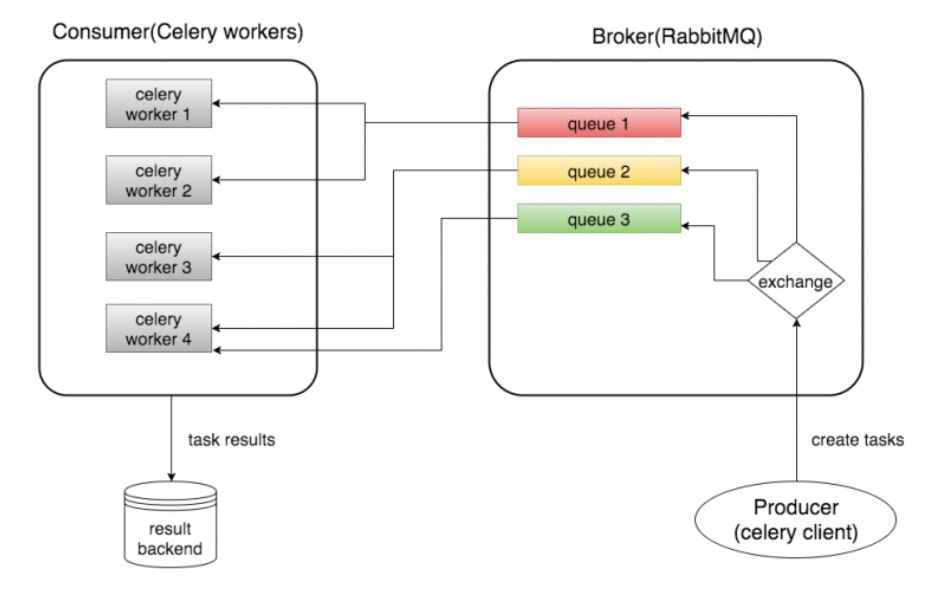 Consumer(Celery workers)
Broker(RabbitMQ)
celery
worker 1
celery
worker 2
celery
worker 3
celery
worker 4
queue 1
queue 2
queue 3
exchange
task results
create tasks
result
backend
Producer
(celery client)